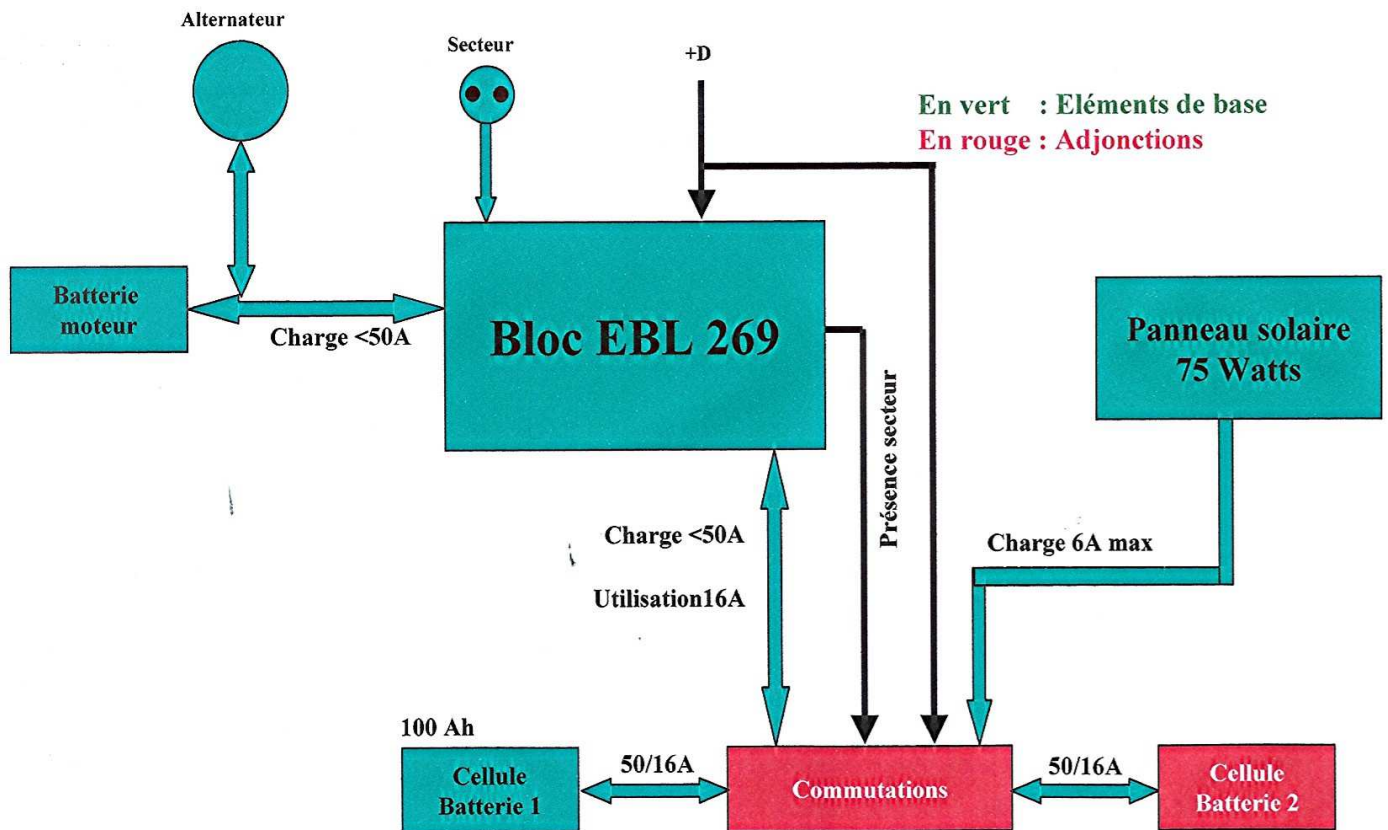 Alternateur
Secteur
+D
En vert : Eléments de base
En rouge : Adjonctions
Batterie
moteur
Charge <50A
Bloc EBL 269
Panneau solaire
75 Watts
Présence secteur
Charge <50A
Utilisation16A
Charge 6A max
100 Ah
Cellule
Batterie 1
50/16A
Commutations
50/16A
Cellule
Batterie 2